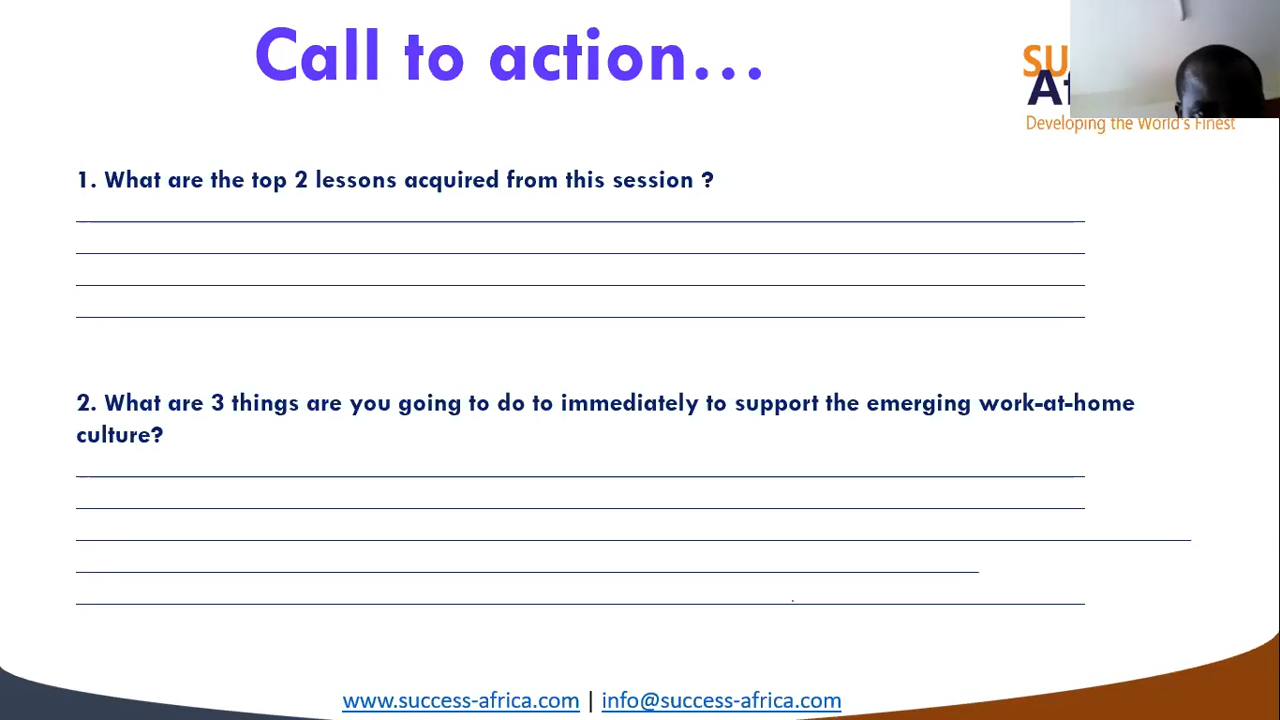 Call to action...
SU
Af
Developing the World's Finest
1. What are the top 2 lessons acquired from this session ?
2. What are 3 things are you going to do to immediately to support the emerging work-at-home
culture?
www.success-africa.com | info@success-africa.com